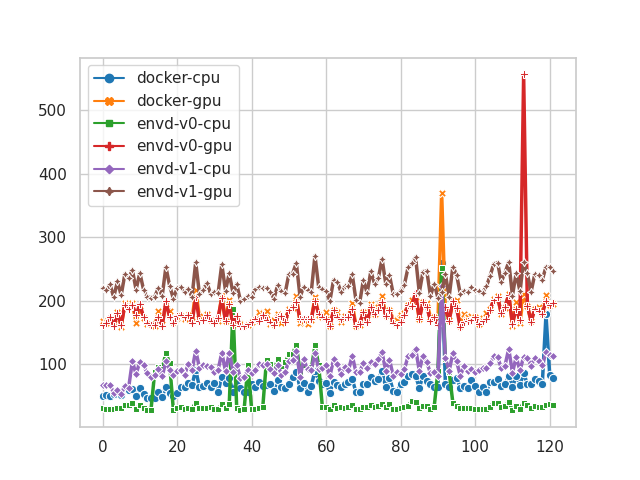 docker-cpu
docker-gpu
envd-v0-cpu
envd-v0-gpu
envd-v1-cpu
envd-v1-gpu
500
400
300
200
100
0 20 40 60 80 100 120